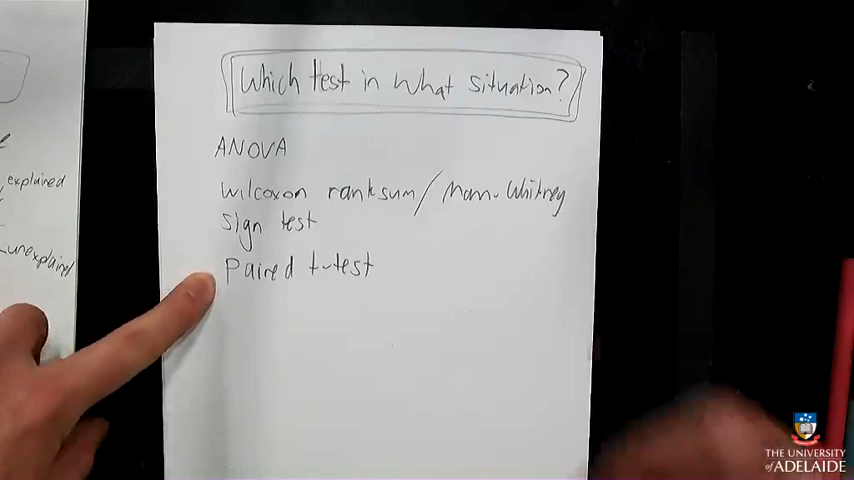 Which test in what situation?
ANOVA
Wilcoxon ranksum/Mann-Whitney
Sign test
Paired t-test
explained
unexplained
THE UNIVERSITY
of ADELAIDE